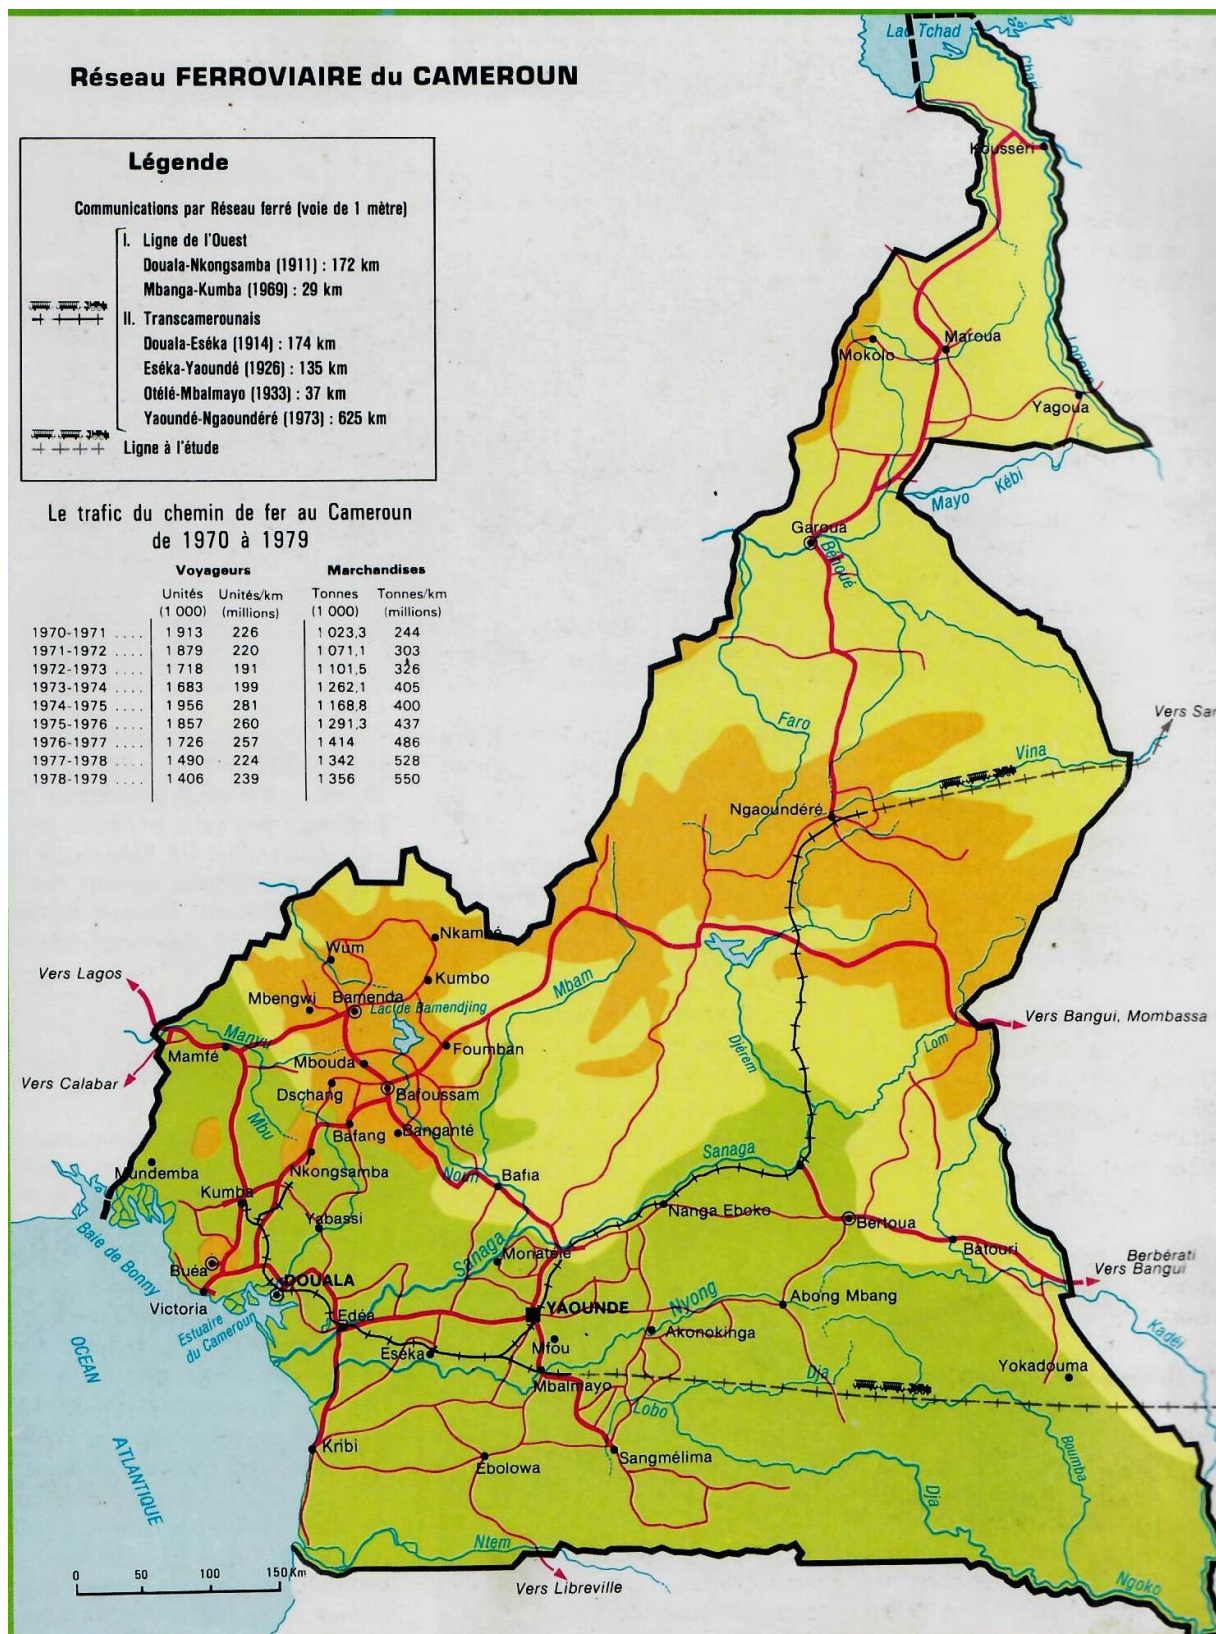 Réseau FERROVIAIRE du CAMEROUN
Légende
Communications par Réseau ferré (voie de 1 mètre)
I. Ligne de l'Ouest
Douala-Nkongsamba (1911) : 172 km
Mbanga-Kumba (1969) : 29 km
II. Transcamerounais
Douala-Eséka (1914) : 174 km
Eséka-Yaoundé (1926) : 135 km
Otélé-Mbalmayo (1933) : 37 km
Yaoundé-Ngaoundéré (1973) : 625 km
Ligne à l'étude
Le trafic du chemin de fer au Cameroun
de 1970 à 1979
Voyageurs Marchandises
Unités Unités/km Tonnes Tonnes/km
(1 000) (millions) (1 000) (millions)
1970-1971 .... 1 913 226 1 023,3 244
1971-1972 .... 1 879 220 1 071,1 303
1972-1973 .... 1 718 191 1 101,5 326
1973-1974 .... 1 683 199 1 262,1 405
1974-1975 .... 1 956 281 1 168,8 400
1975-1976 .... 1 857 260 1 291,3 437
1976-1977 .... 1 726 257 1 414 486
1977-1978 .... 1 490 224 1 342 528
1978-1979 .... 1 406 239 1 356 550
Lac Tchad
Chari
Kousseri
Logone
Maroua
Mokolo
Yagoua
Mayo Kébi
Garoua
Bénoué
Faro
Vers Sar
Vina
Ngaoundéré
Nkambé
Wum
Kumbo
Vers Lagos
Mbengwi
Bamenda
Lac de Bamendjing
Mbam
Vers Bangui, Mombassa
Manyu
Mamfé
Foumban
Djérem
Lom
Mbouda
Vers Calabar
Dschang
Bafoussam
Mbu
Bafang
Banganté
Sanaga
Mundemba
Nkongsamba
Noun
Bafia
Kumba
Nanga Eboko
Yabassi
Bertoua
Baie de Bonny
Sanaga
Monatélé
Batouri
Berbérati
Vers Bangui
Buéa
DOUALA
Victoria
Nyong
Abong Mbang
YAOUNDE
Edéa
Estuaire
du Cameroun
Akonokinga
Kadéi
Eséka
Mfou
Yokadouma
OCEAN
Mbalmayo
Dja
Lobo
Kribi
Boumba
Sangmélima
Ebolowa
ATLANTIQUE
Dja
Ntem
0 50 100 150 Km
Vers Libreville
Ngoko